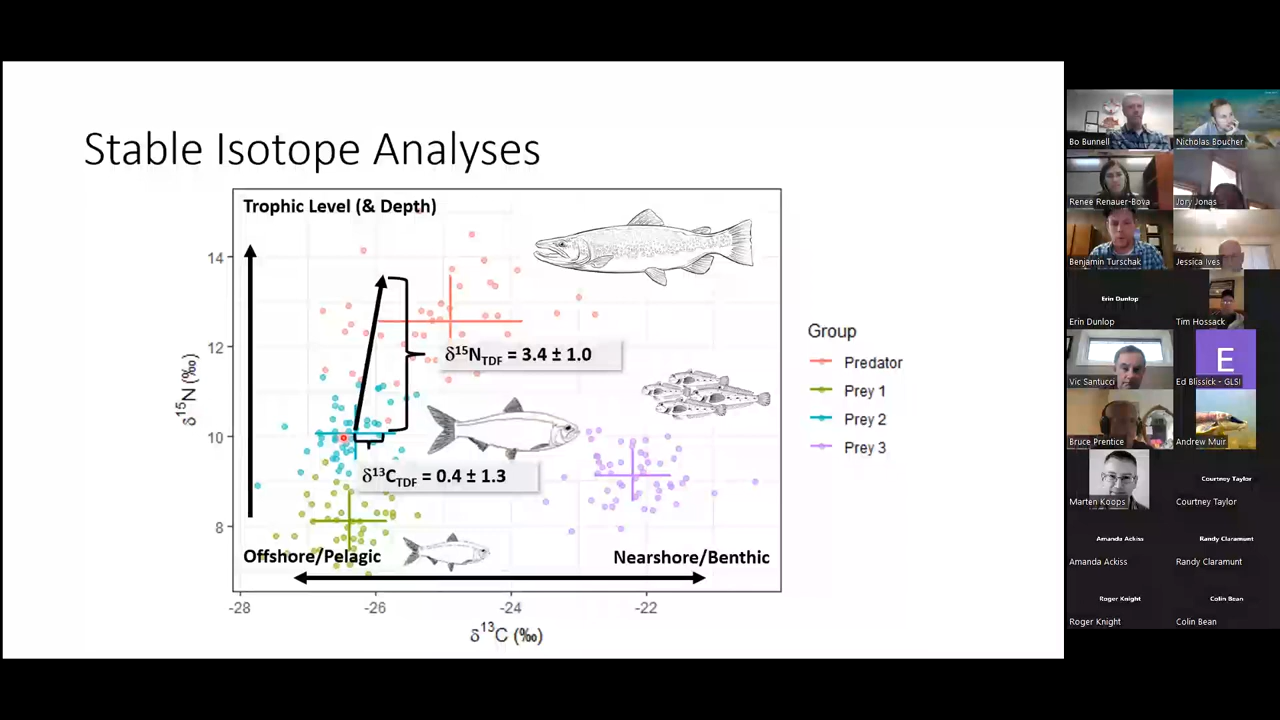 Stable Isotope Analyses
Trophic Level (& Depth)
14
12
10
8
δ15N (‰)
δ15NTDF = 3.4 ± 1.0
δ13CTDF = 0.4 ± 1.3
Offshore/Pelagic
Nearshore/Benthic
-28
-26
-24
-22
δ13C (‰)
Group
Predator
Prey 1
Prey 2
Prey 3
Bo Bunnell
Nicholas Boucher
Renee Renauer-Bova
Jory Jonas
Benjamin Turschak
Jessica Ives
Erin Dunlop
Erin Dunlop
Tim Hossack
Vic Santucci
E
Ed Blissick - GLSI
Bruce Prentice
Andrew Muir
Marten Koops
Courtney Taylor
Courtney Taylor
Amanda Ackiss
Amanda Ackiss
Randy Claramunt
Randy Claramunt
Roger Knight
Roger Knight
Colin Bean
Colin Bean